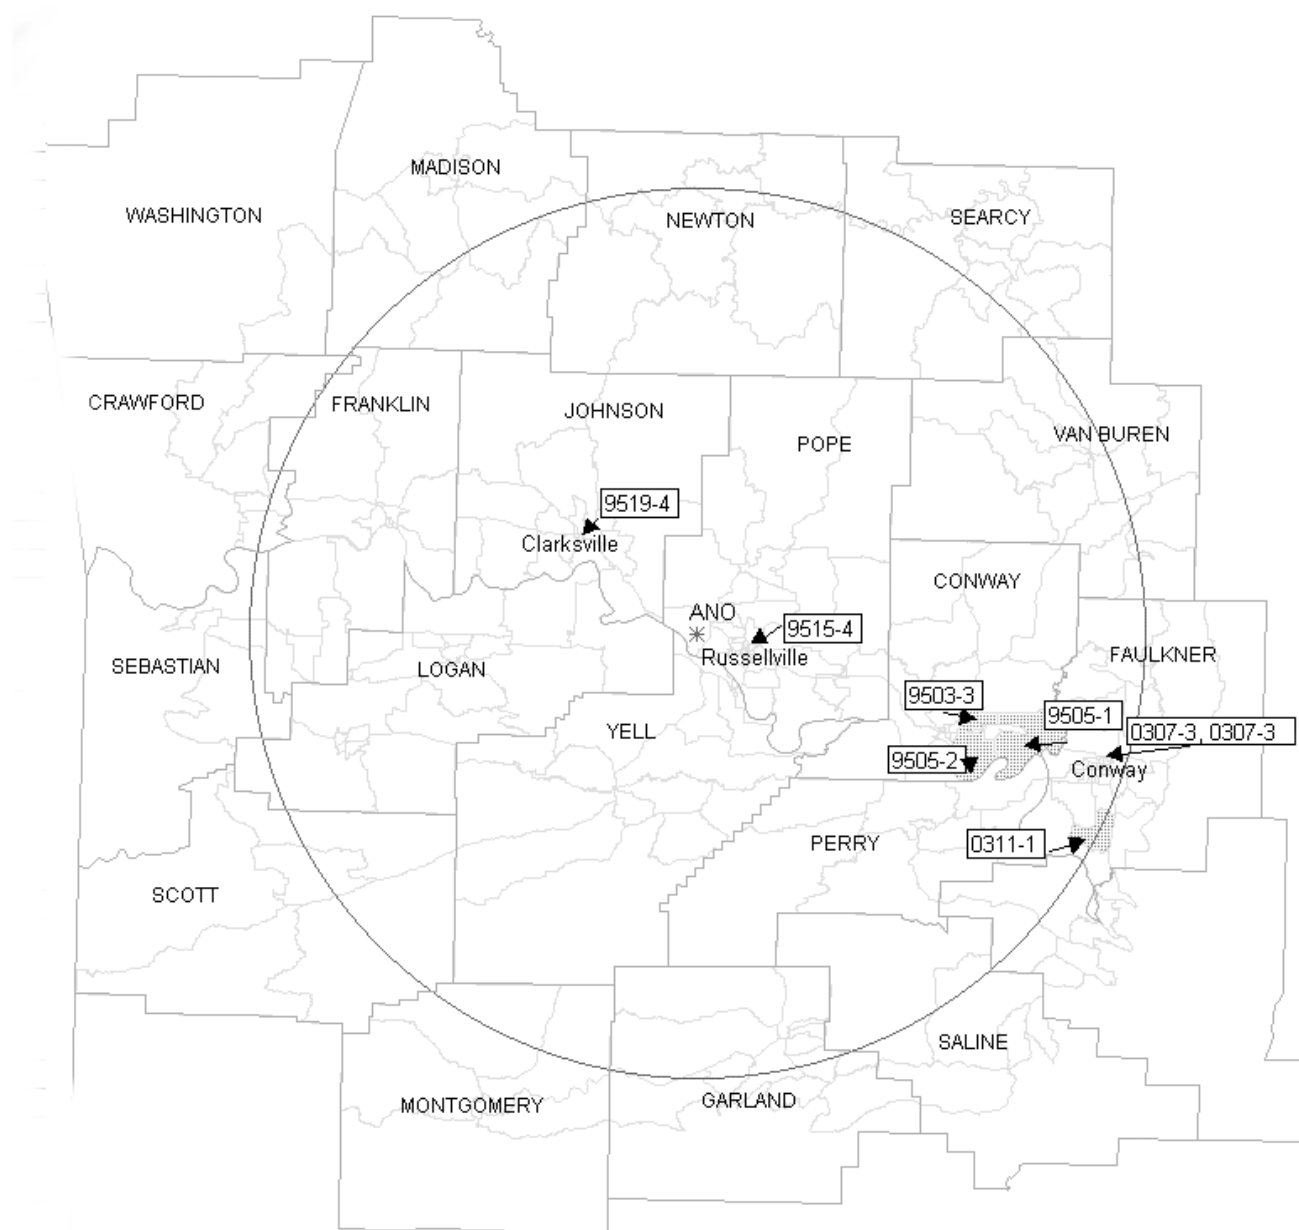 MADISON
WASHINGTON
NEWTON
SEARCY
CRAWFORD
FRANKLIN
JOHNSON
VAN BUREN
POPE
9519-4
Clarksville
CONWAY
ANO
9515-4
Russellville
SEBASTIAN
LOGAN
FAULKNER
9503-3
9505-1
YELL
0307-3, 0307-3
9505-2
Conway
PERRY
0311-1
SCOTT
SALINE
MONTGOMERY
GARLAND